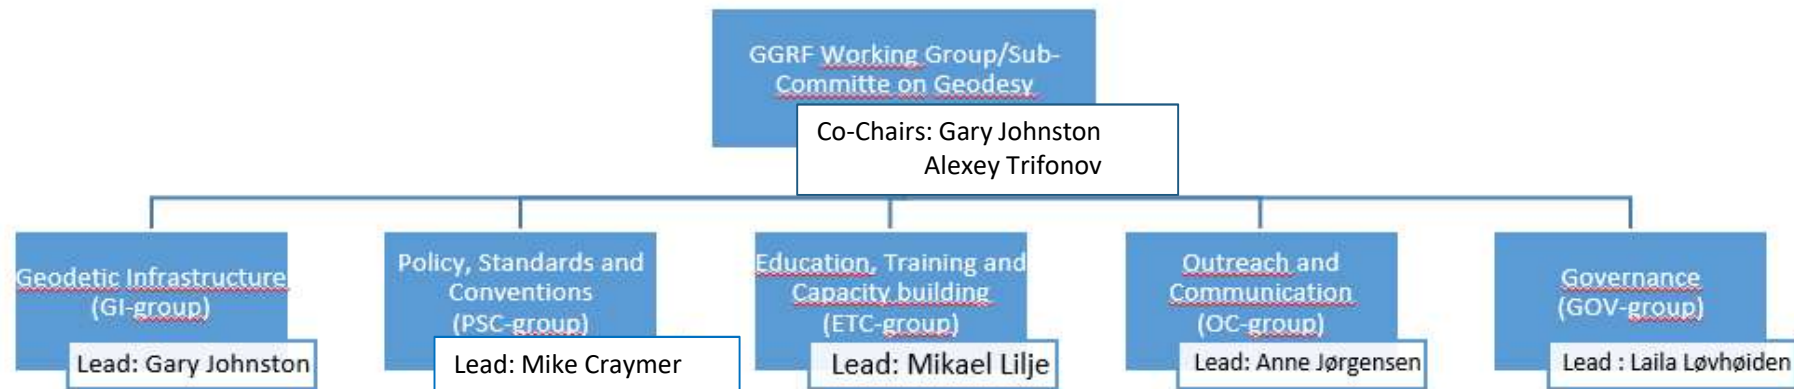 GGRF Working Group/Sub-
Committe on Geodesy
Co-Chairs: Gary Johnston
Alexey Trifonov
Geodetic Infrastructure
(GI-group)
Lead: Gary Johnston
Policy, Standards and
Conventions
(PSC-group)
Lead: Mike Craymer
Education, Training and
Capacity building
(ETC-group)
Lead: Mikael Lilje
Outreach and
Communication
(OC-group)
Lead: Anne Jørgensen
Governance
(GOV-group)
Lead : Laila Løvhøiden